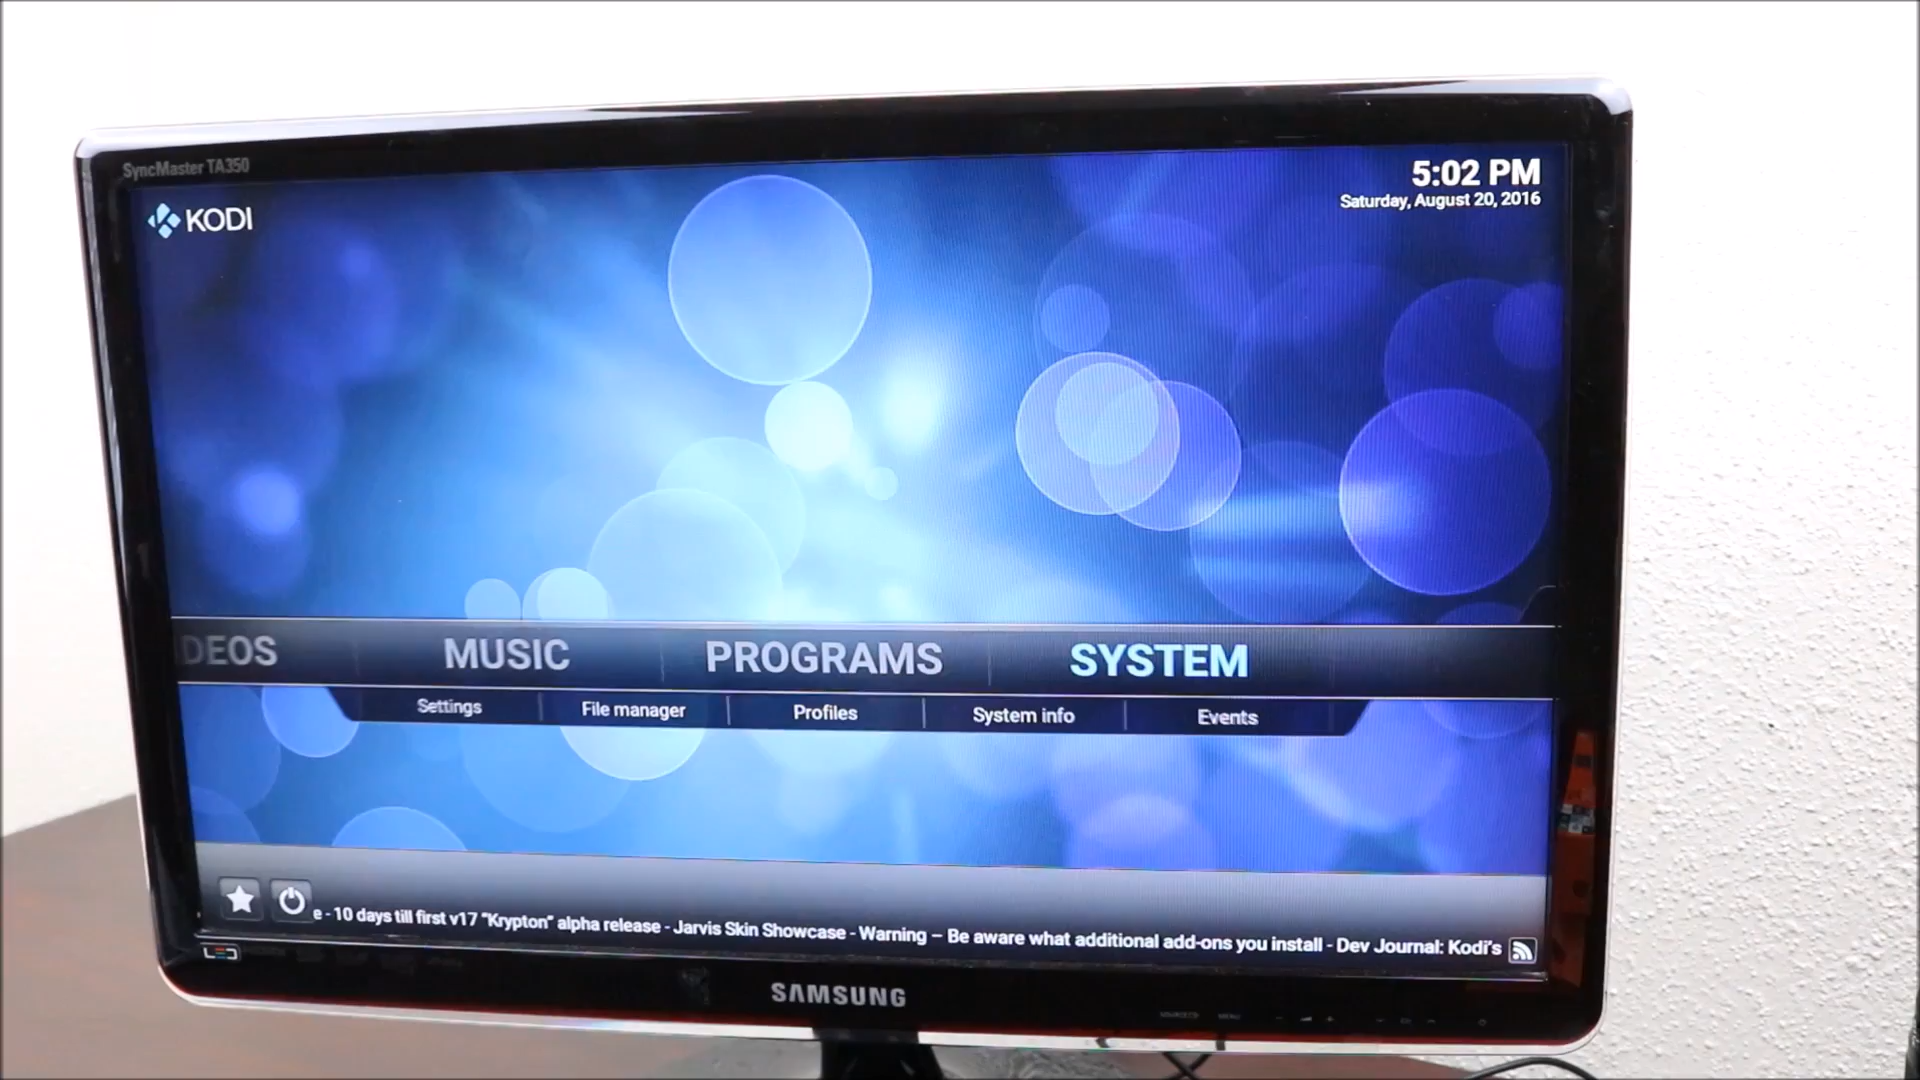 SyncMaster TA350
KODI
5:02 PM
Saturday, August 20, 2016
DEOS MUSIC PROGRAMS SYSTEM
Settings File manager Profiles System info Events
e - 10 days till first v17 "Krypton" alpha release - Jarvis Skin Showcase - Warning – Be aware what additional add-ons you install - Dev Journal: Kodi's
LED
SAMSUNG
MENU